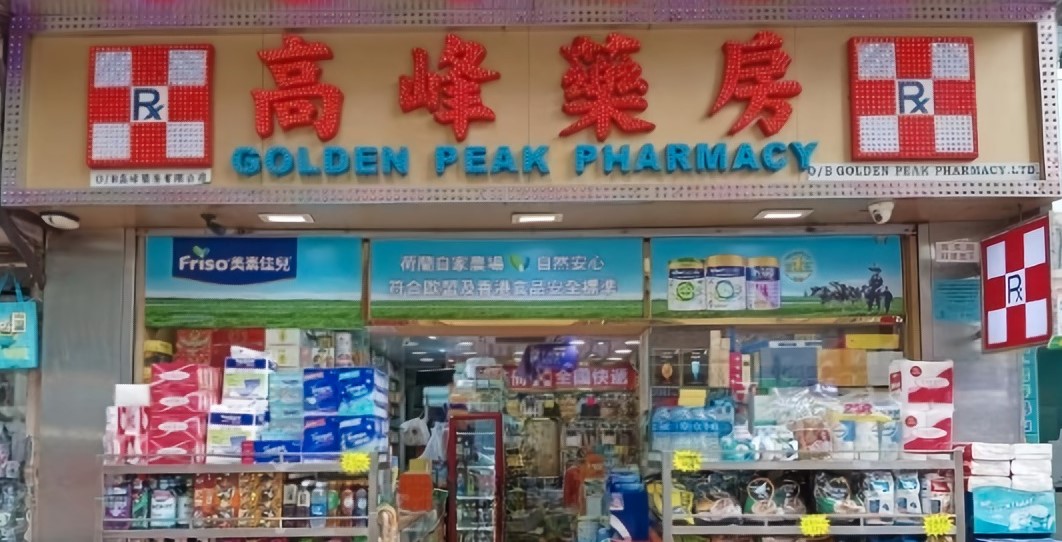 高峰藥房
GOLDEN PEAK PHARMACY
Rx
Rx
O/B GOLDEN PEAK PHARMACY.LTD.
Friso 美素佳兒
荷蘭自家農場 自然安心
符合歐盟及香港食品安全標準
Rx
全國快遞